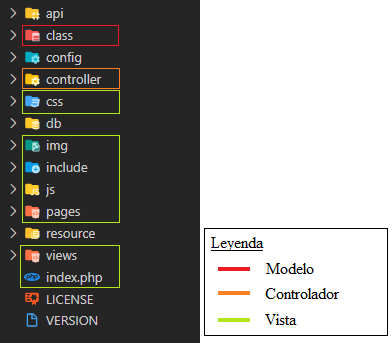 api
class
config
controller
css
db
img
include
js
pages
resource
views
php index.php
LICENSE
VERSION
Leyenda
Modelo
Controlador
Vista